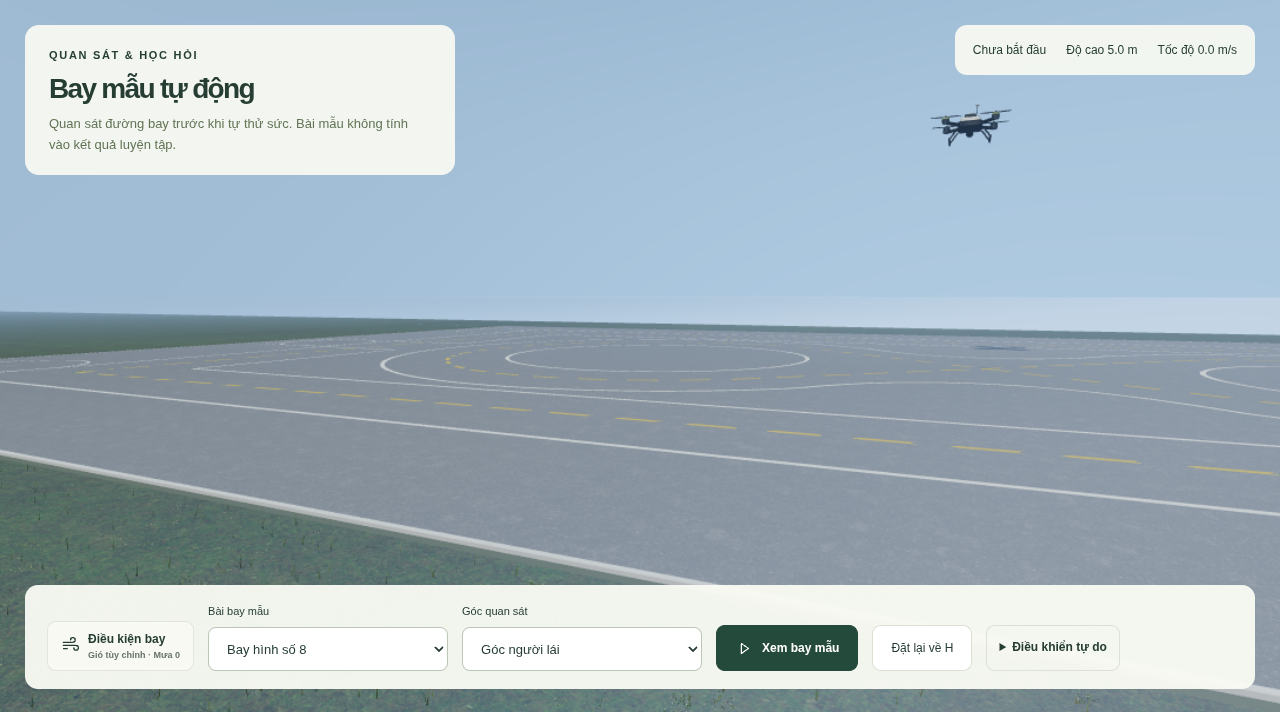 QUAN SÁT & HỌC HỎI
Bay mẫu tự động
Quan sát đường bay trước khi tự thử sức. Bài mẫu không tính
vào kết quả luyện tập.
Chưa bắt đầu Độ cao 5.0 m Tốc độ 0.0 m/s
Bài bay mẫu
Góc quan sát
Điều kiện bay
Gió tùy chỉnh · Mưa 0
Bay hình số 8
Góc người lái
Xem bay mẫu
Đặt lại về H
Điều khiển tự do